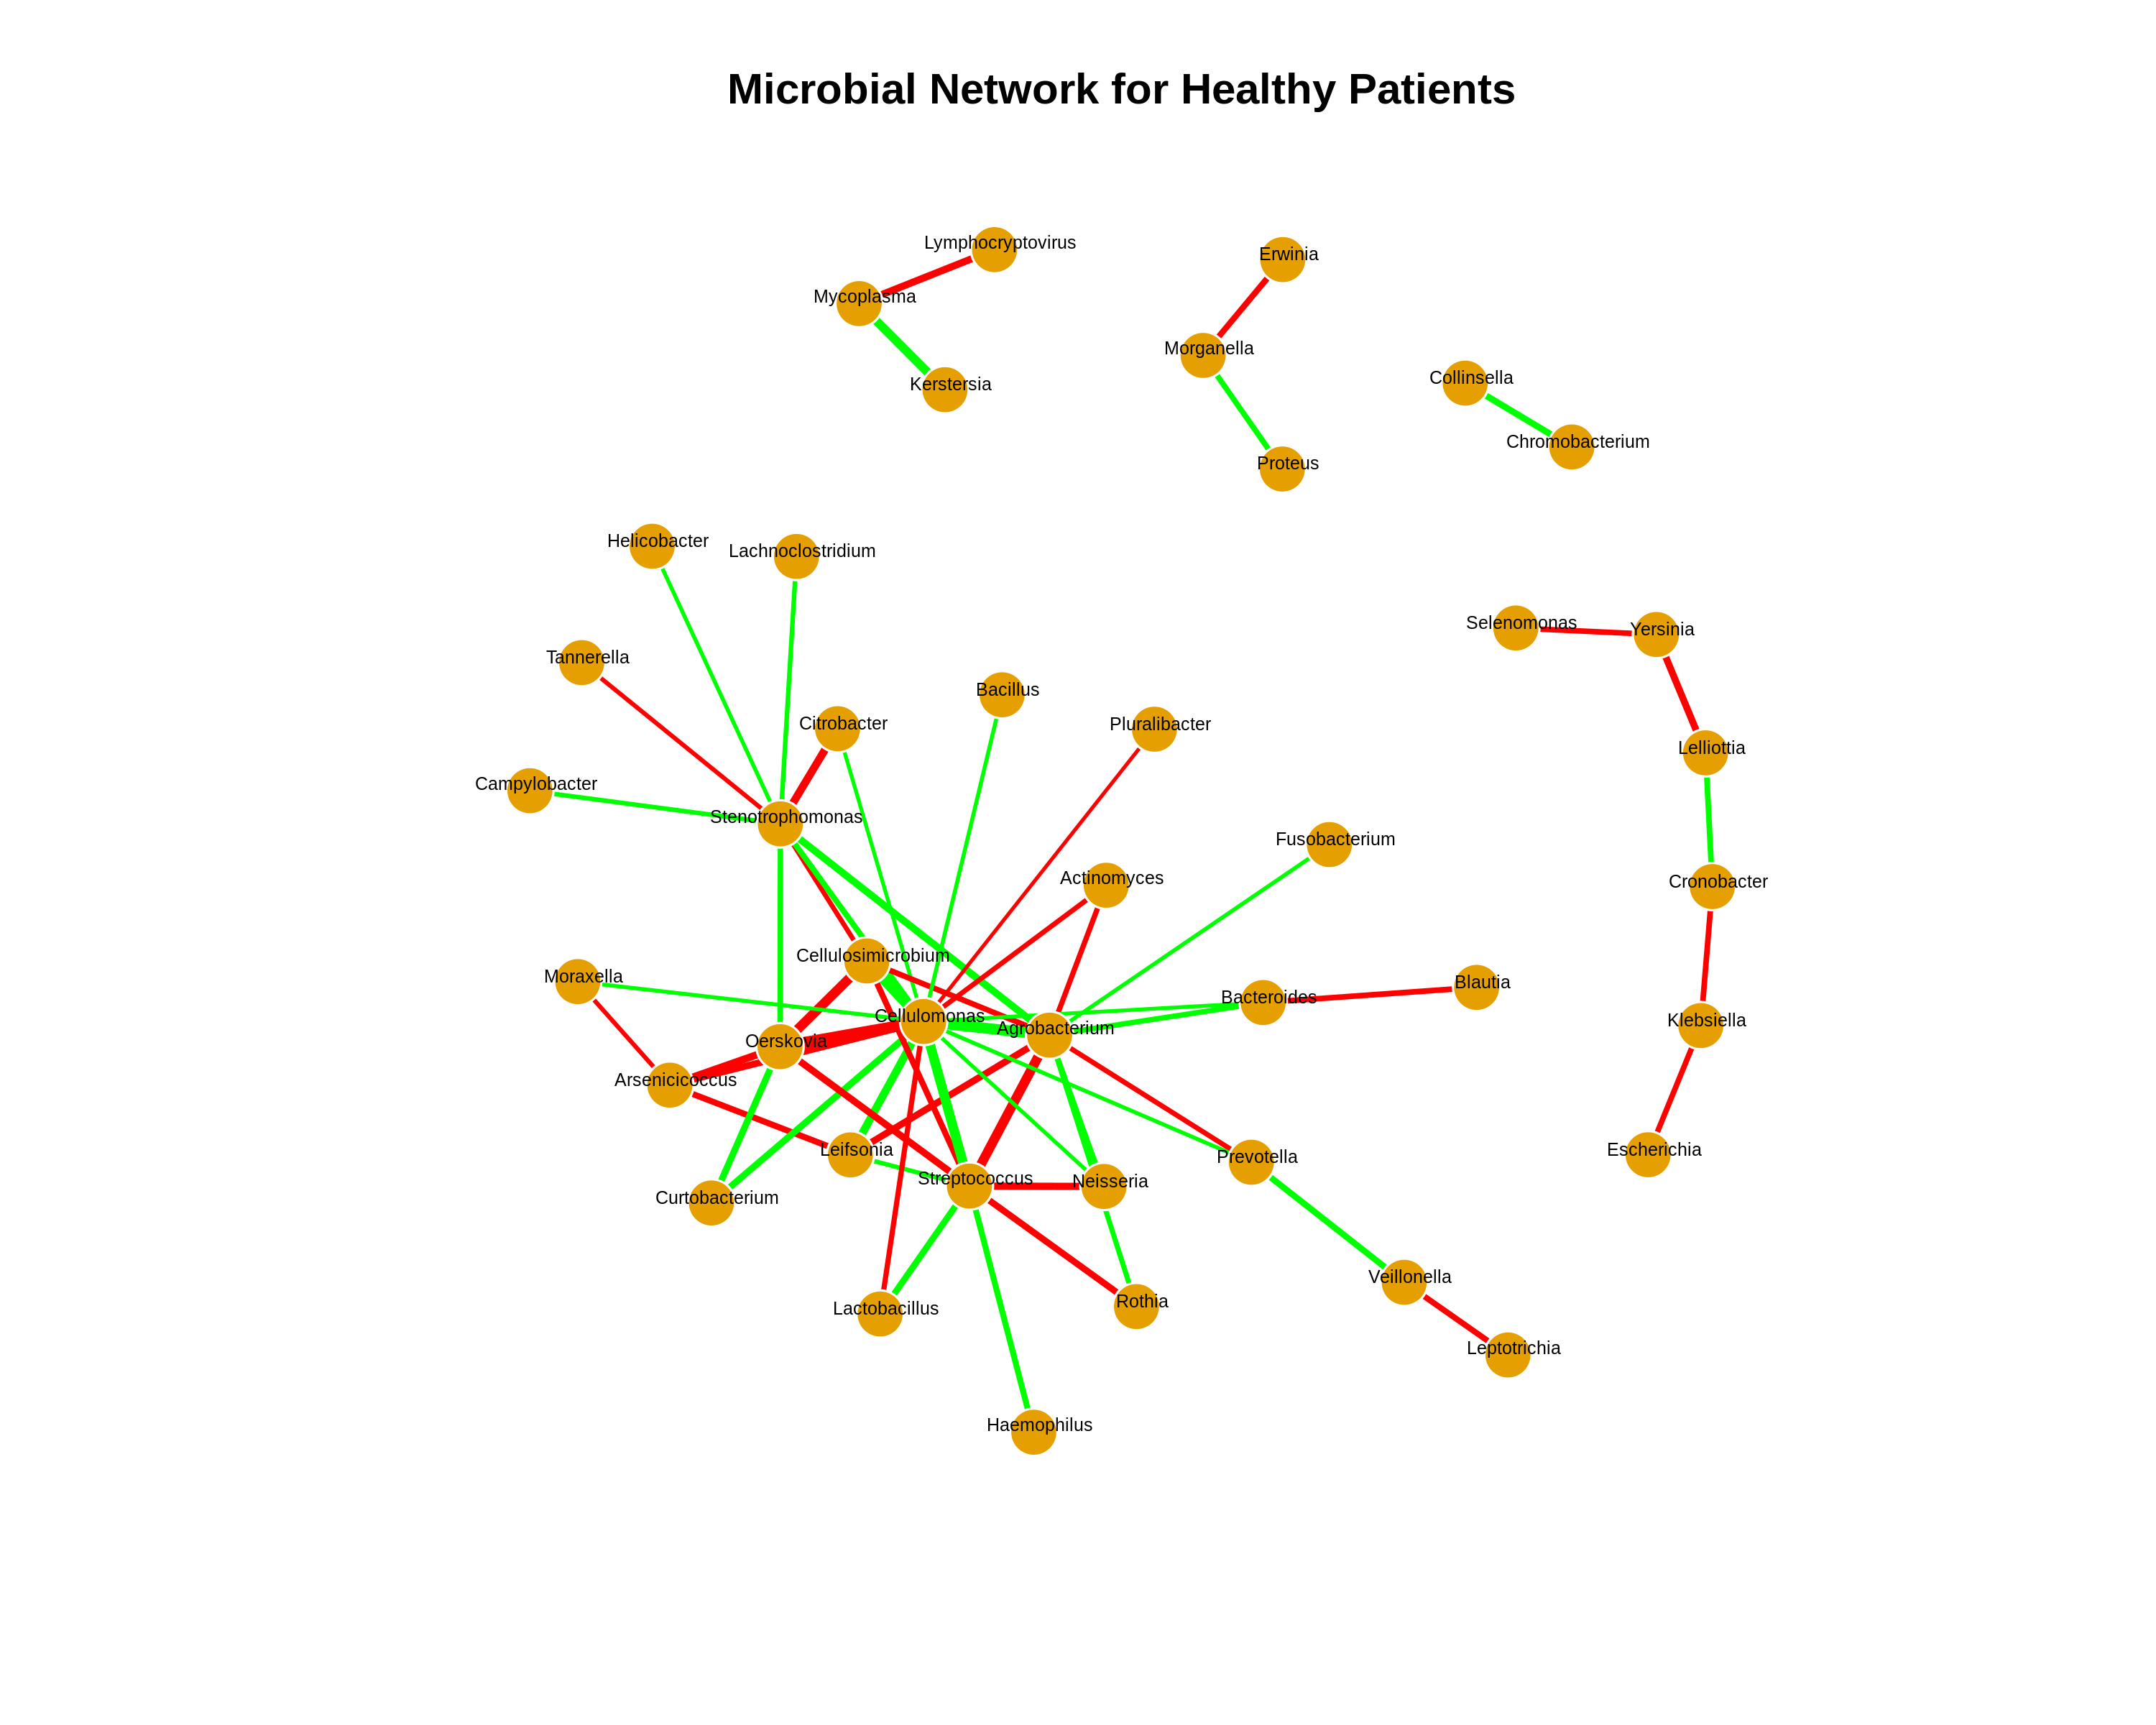 Microbial Network for Healthy Patients
Lymphocryptovirus
Erwinia
Mycoplasma
Morganella
Collinsella
Kerstersia
Chromobacterium
Proteus
Helicobacter
Lachnoclostridium
Selenomonas
Yersinia
Tannerella
Bacillus
Citrobacter
Pluralibacter
Lelliottia
Campylobacter
Stenotrophomonas
Fusobacterium
Actinomyces
Cronobacter
Cellulosimicrobium
Moraxella
Blautia
Bacteroides
Cellulomonas
Klebsiella
Agrobacterium
Oerskovia
Arsenicicoccus
Leifsonia
Escherichia
Prevotella
Streptococcus
Neisseria
Curtobacterium
Veillonella
Rothia
Lactobacillus
Leptotrichia
Haemophilus